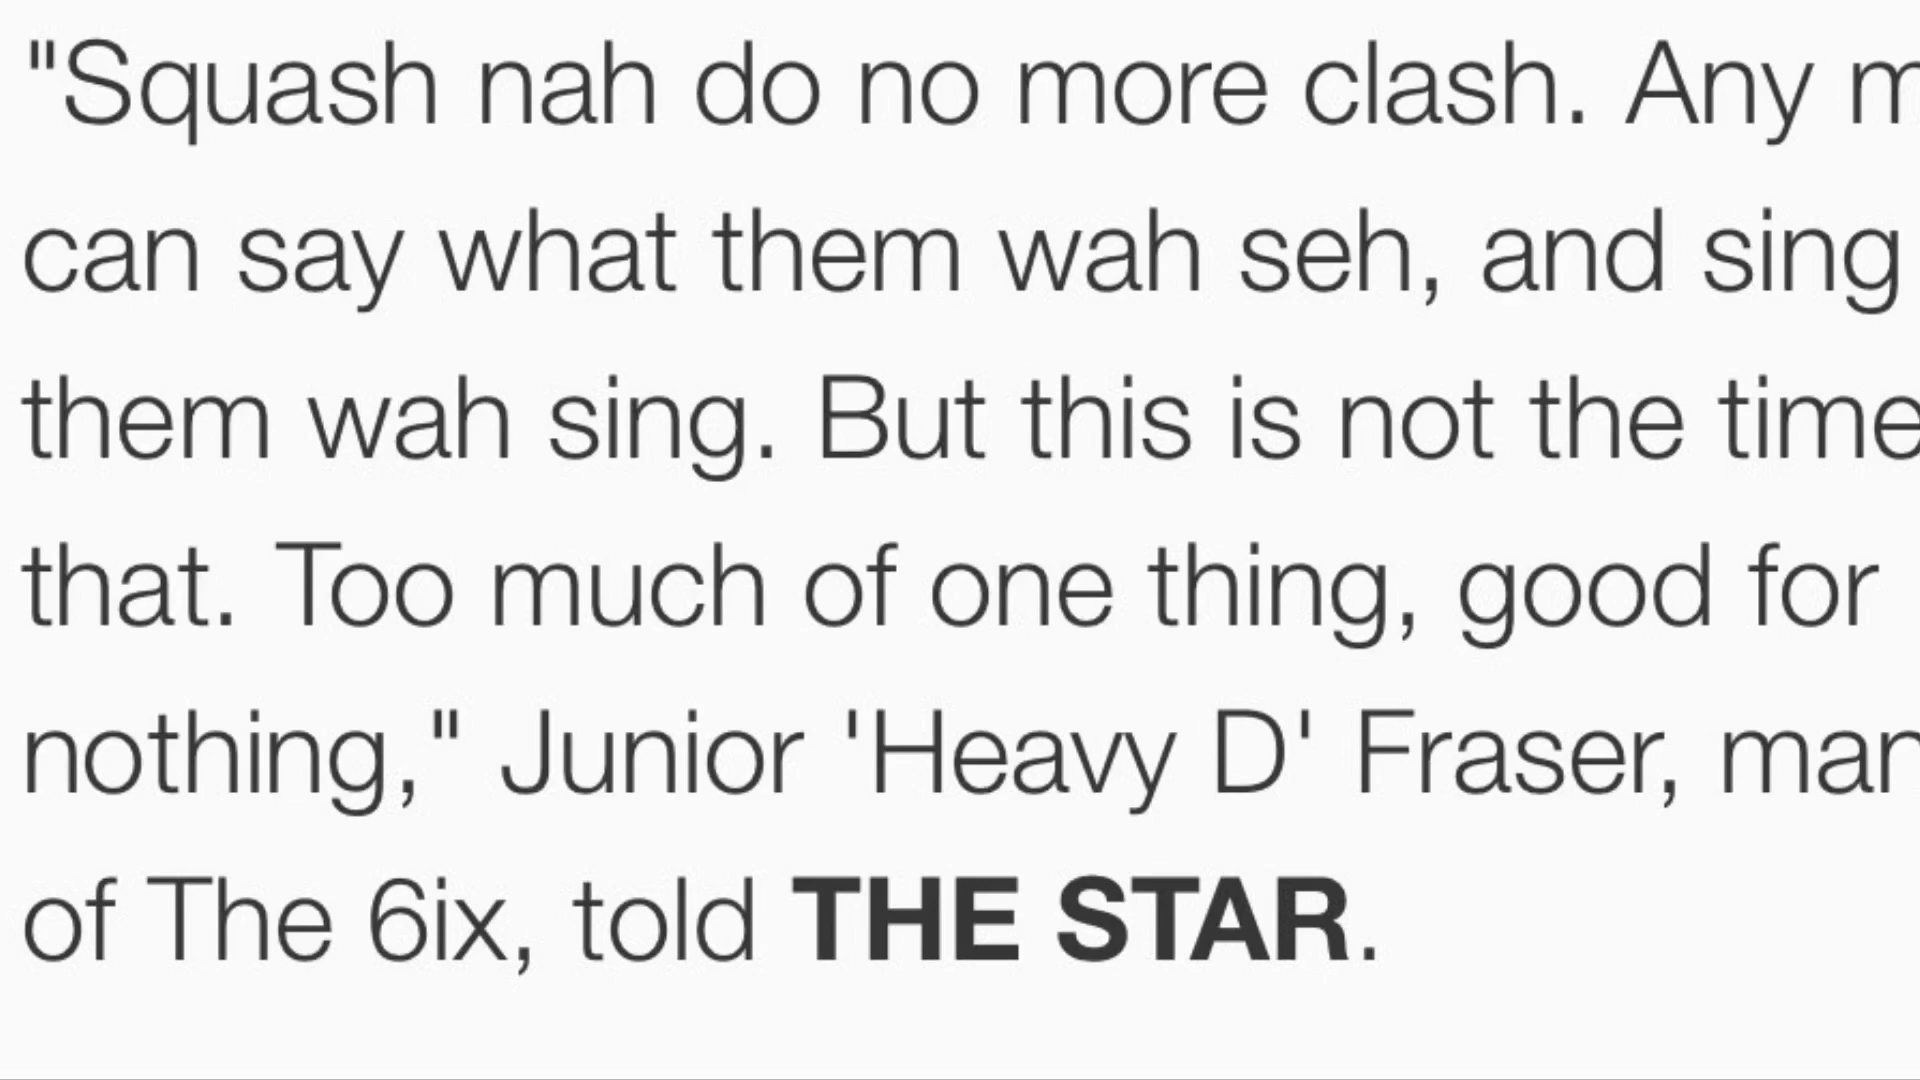 "Squash nah do no more clash. Any
can say what them wah seh, and sing
them wah sing. But this is not the time
that. Too much of one thing, good for
nothing," Junior 'Heavy D' Fraser,
of The 6ix, told THE STAR.